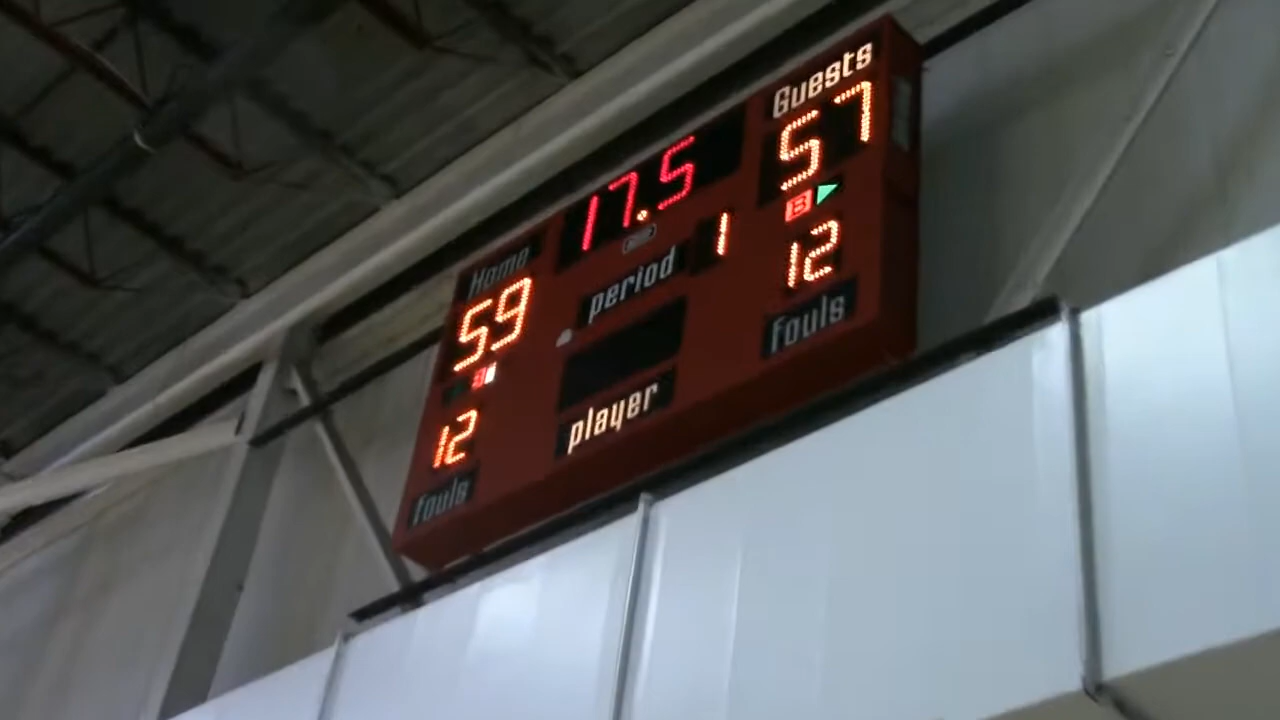 Guests
57
17.5
B
1
Home
period
12
59
fouls
B
player
12
fouls